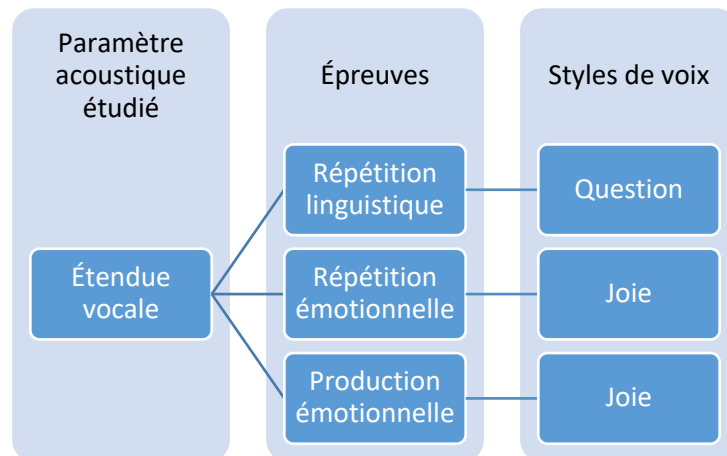 Paramètre
acoustique
étudié
Épreuves
Styles de voix
Étendue
vocale
Répétition
linguistique
Question
Répétition
émotionnelle
Joie
Production
émotionnelle
Joie